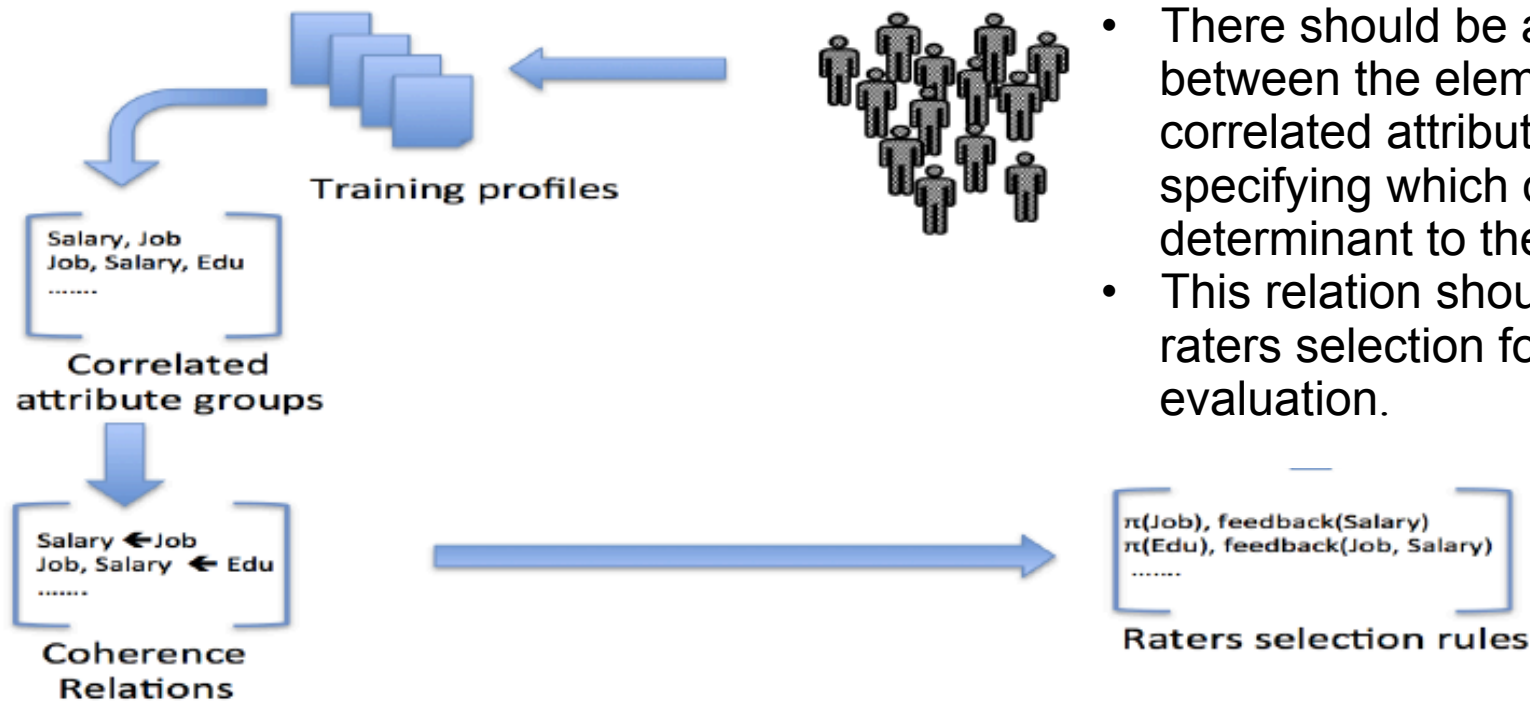 Training profiles
Salary, Job
Job, Salary, Edu
.......
Correlated
attribute groups
Salary ←Job
Job, Salary ← Edu
.......
Coherence
Relations
• There should be a
between the elem
correlated attribut
specifying which
determinant to the
• This relation shou
raters selection fo
evaluation.
π(Job), feedback(Salary)
π(Edu), feedback(Job, Salary)
.......
Raters selection rules